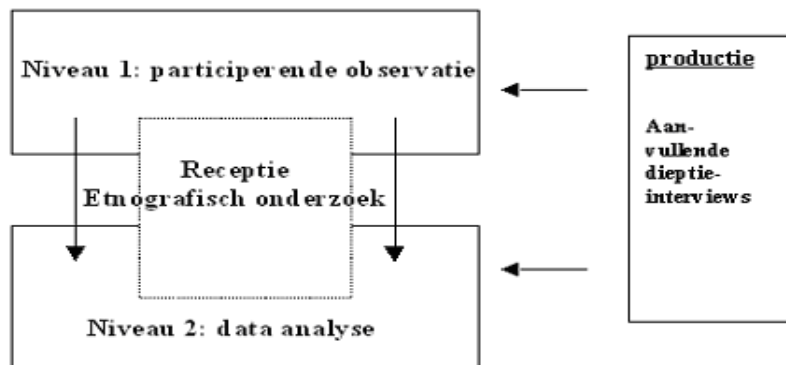 Niveau 1: participerende observatie
Receptie
Etnografisch onderzoek
Niveau 2: data analyse
productie
Aan-
vullende
dieptie-
interviews